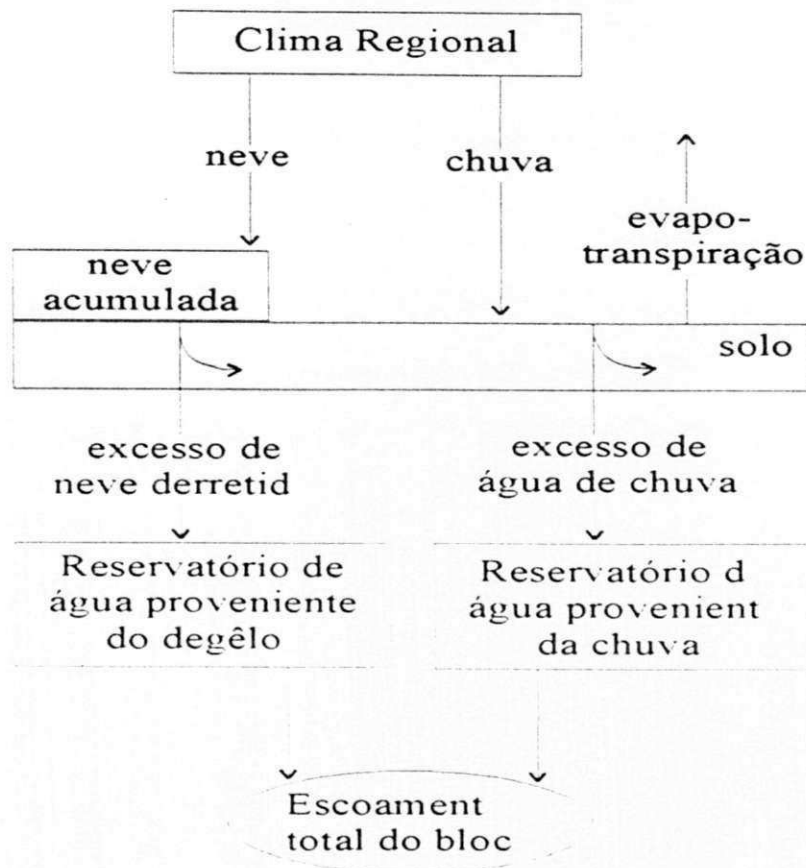 Clima Regional
neve
chuva
evapo-
transpiração
neve
acumulada
solo
excesso de
neve derretid
excesso de
água de chuva
Reservatório de
água proveniente
do degêlo
Reservatório d
água provenient
da chuva
Escoament
total do bloc